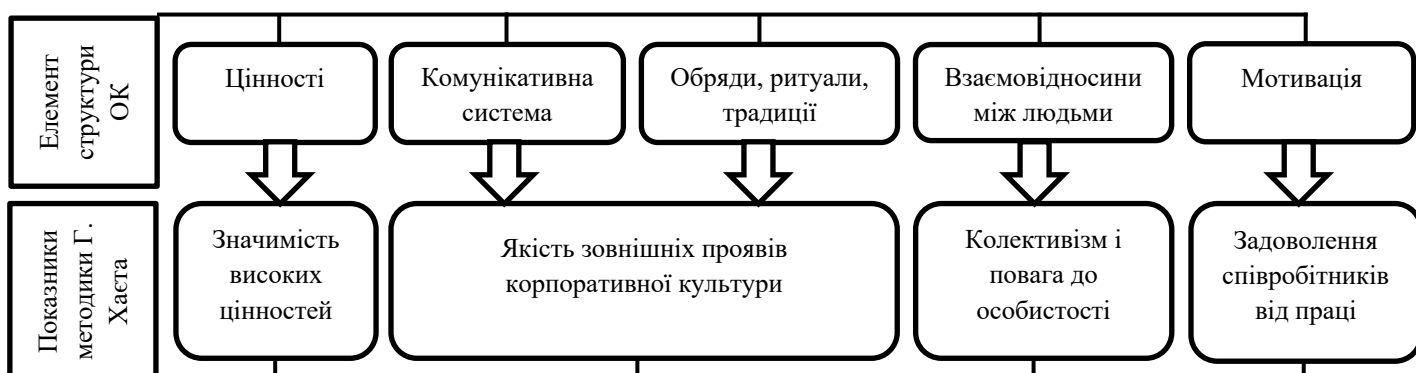 Елемент
структури
ОК
Цінності
Комунікативна
система
Обряди, ритуали,
традиції
Взаємовідносини
між людьми
Мотивація
Показники
методики Г.
Хаєта
Значимість
високих
цінностей
Якість зовнішніх проявів
корпоративної культури
Колективізм і
повага до
особистості
Задоволення
співробітників
від праці